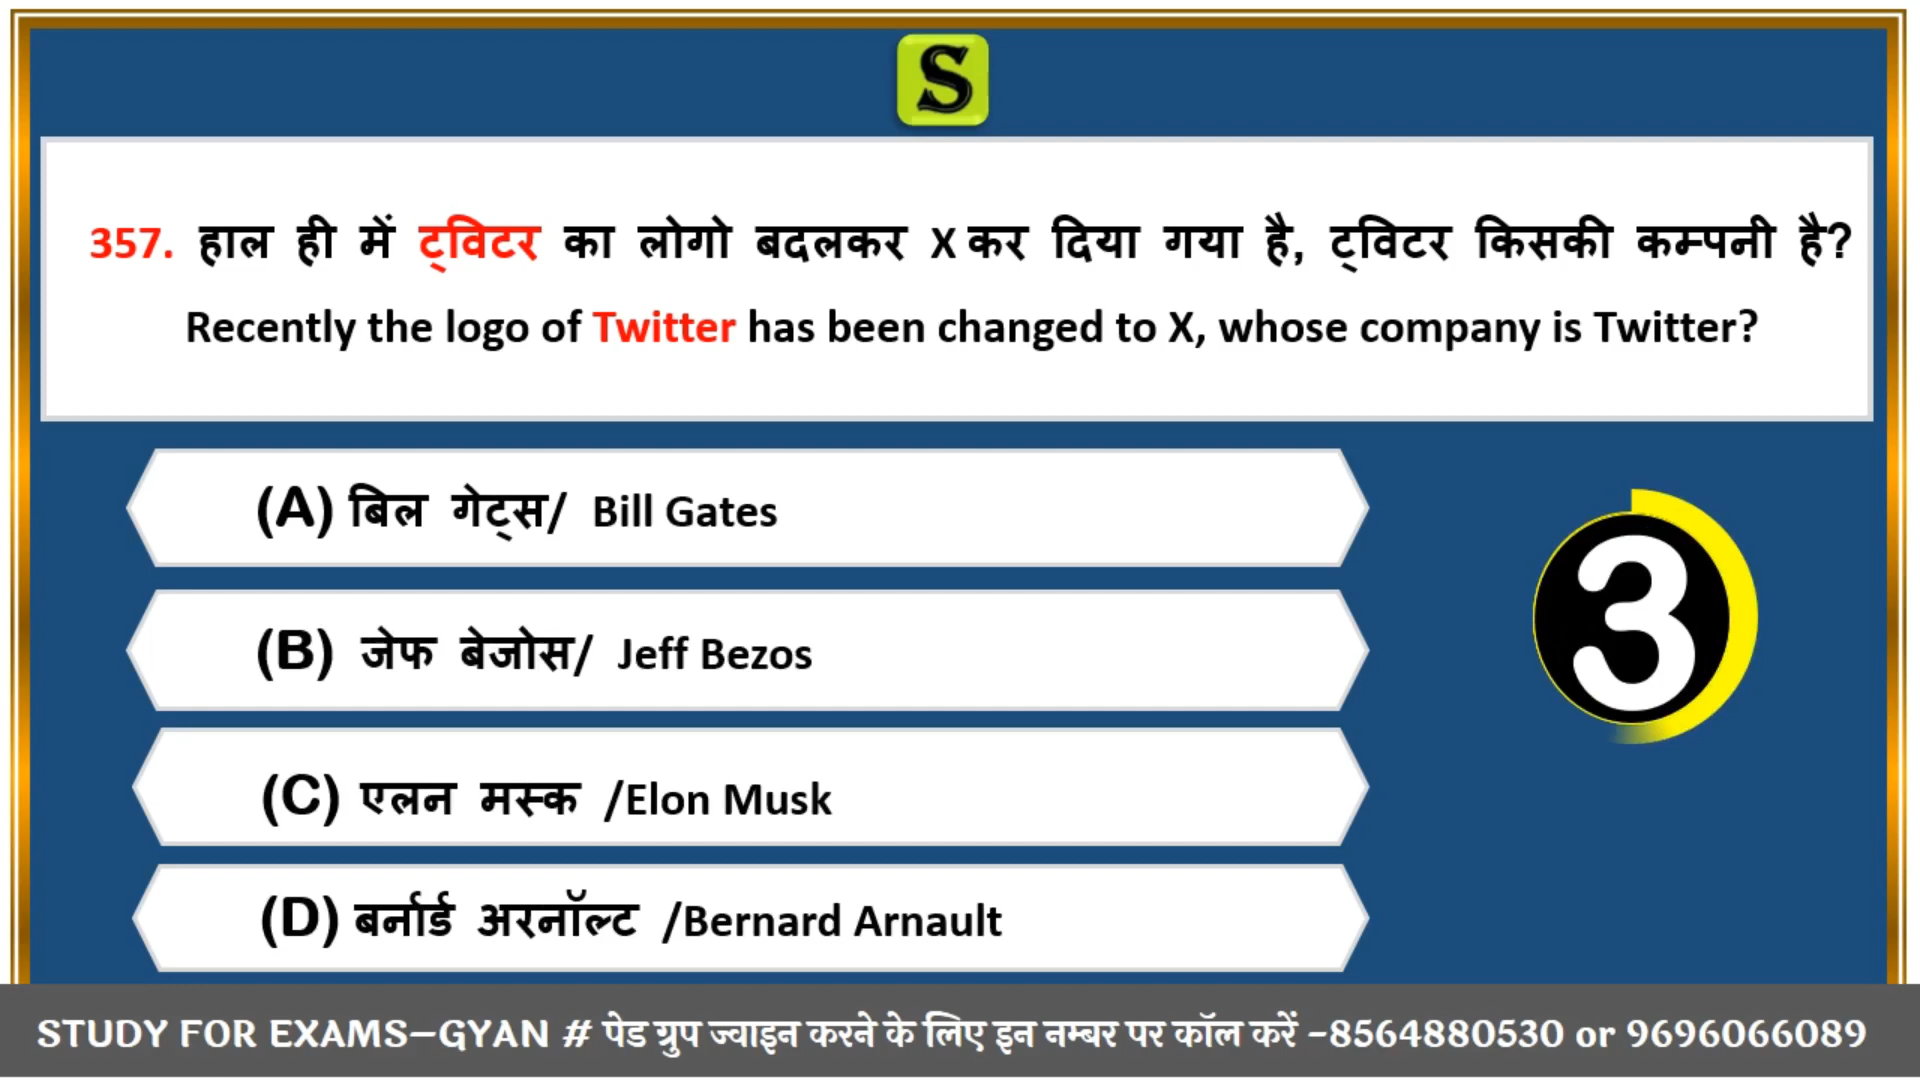 S
357. हाल ही में ट्विटर का लोगो बदलकर X कर दिया गया है, ट्विटर किसकी कम्पनी है?
Recently the logo of Twitter has been changed to X, whose company is Twitter?
(A) बिल गेट्स/ Bill Gates
(B) जेफ बेजोस/ Jeff Bezos
3
(C) एलन मस्क /Elon Musk
(D) बर्नार्ड अरनॉल्ट /Bernard Arnault
STUDY FOR EXAMS–GYAN # पेड ग्रुप ज्वाइन करने के लिए इन नम्बर पर कॉल करें -8564880530 or 9696066089